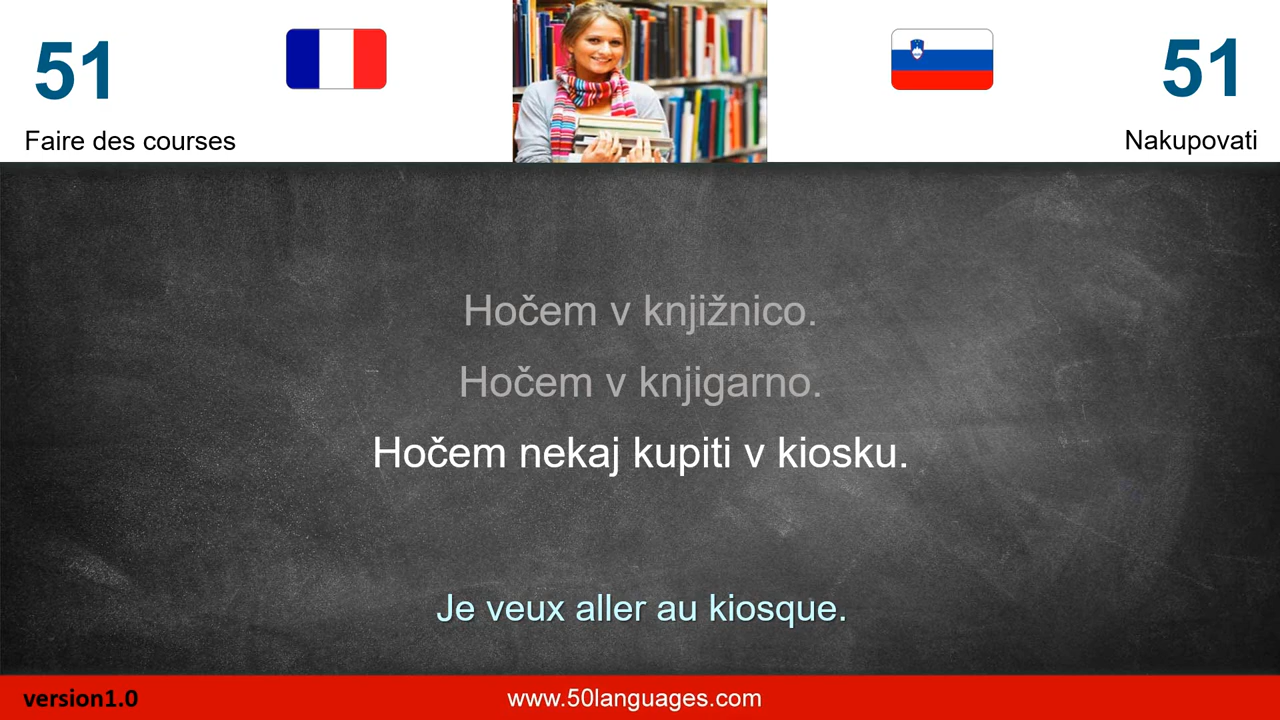 51
51
Faire des courses
Nakupovati
Hočem v knjižnico.
Hočem v knjigarno.
Hočem nekaj kupiti v kiosku.
Je veux aller au kiosque.
version1.0
www.50languages.com